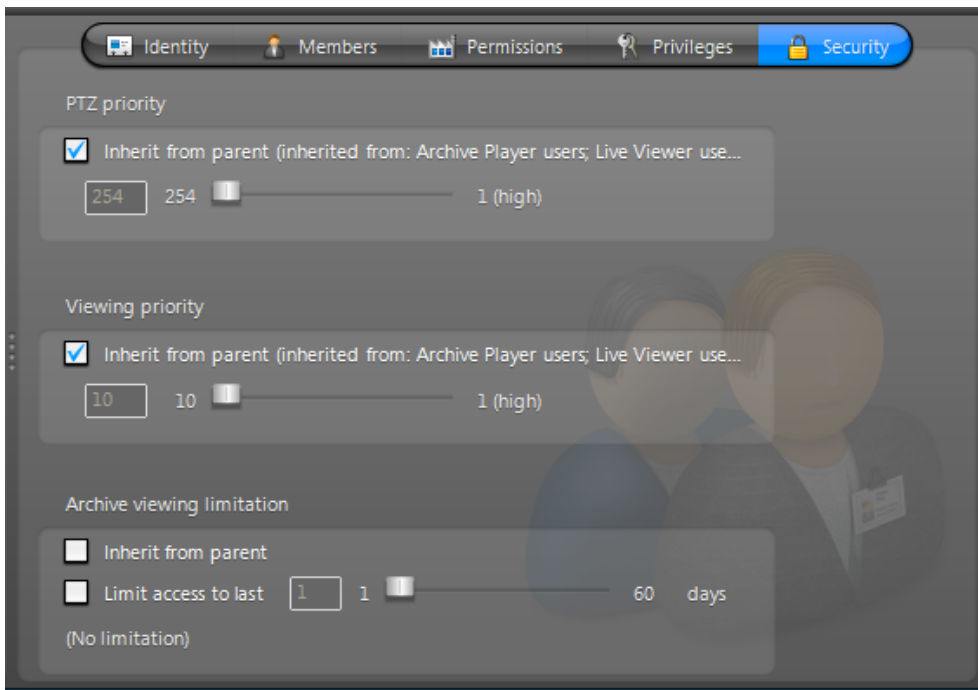 Identity Members Permissions Privileges Security
PTZ priority
Inherit from parent (inherited from: Archive Player users; Live Viewer use...
254 254 1 (high)
Viewing priority
Inherit from parent (inherited from: Archive Player users; Live Viewer use...
10 10 1 (high)
Archive viewing limitation
Inherit from parent
Limit access to last 1 1 60 days
(No limitation)